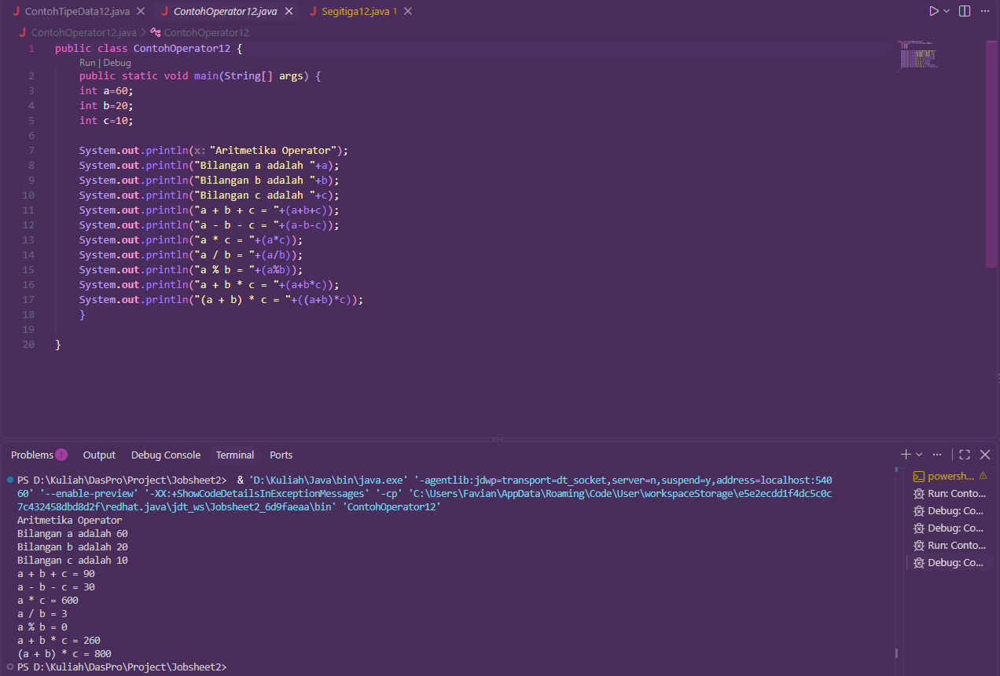 ContohTipeData12.java ContohOperator12.java Segitiga12.java 1
ContohOperator12.java > ContohOperator12
1 public class ContohOperator12 {
Run | Debug
2 public static void main(String[] args) {
3 int a=60;
4 int b=20;
5 int c=10;
6
7 System.out.println(x: "Aritmetika Operator");
8 System.out.println("Bilangan a adalah "+a);
9 System.out.println("Bilangan b adalah "+b);
10 System.out.println("Bilangan c adalah "+c);
11 System.out.println("a + b + c = "+(a+b+c));
12 System.out.println("a - b - c = "+(a-b-c));
13 System.out.println("a * c = "+(a*c));
14 System.out.println("a / b = "+(a/b));
15 System.out.println("a % b = "+(a%b));
16 System.out.println("a + b * c = "+(a+b*c));
17 System.out.println("(a + b) * c = "+((a+b)*c));
18 }
19
20 }
Problems 1 Output Debug Console Terminal Ports
PS D:\Kuliah\DasPro\Project\Jobsheet2> & 'D:\Kuliah\Java\bin\java.exe' '-agentlib:jdwp=transport=dt_socket,server=n,suspend=y,address=localhost:540
60' '--enable-preview' '-XX:+ShowCodeDetailsInExceptionMessages' '-cp' 'C:\Users\Favian\AppData\Roaming\Code\User\workspaceStorage\e5e2ecdd1f4dc5c0c
7c432458dbd8d2f\redhat.java\jdt_ws\Jobsheet2_6d9faeaa\bin' 'ContohOperator12'
Aritmetika Operator
Bilangan a adalah 60
Bilangan b adalah 20
Bilangan c adalah 10
a + b + c = 90
a - b - c = 30
a * c = 600
a / b = 3
a % b = 0
a + b * c = 260
(a + b) * c = 800
PS D:\Kuliah\DasPro\Project\Jobsheet2>
powersh...
Run: Conto...
Debug: Co...
Debug: Co...
Run: Conto...
Debug: Co...